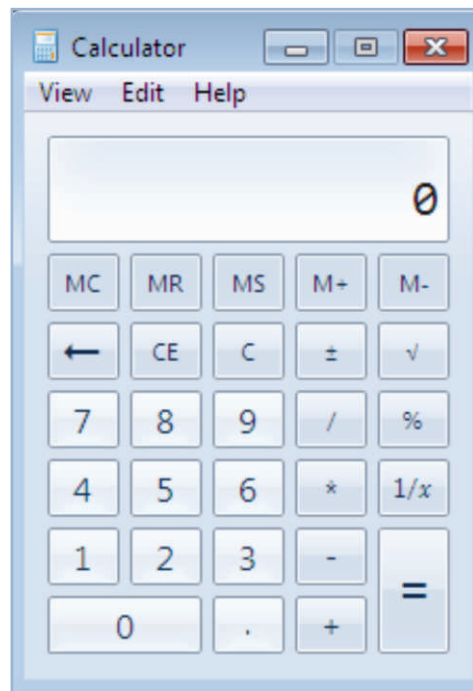 Calculator
View Edit Help
0
MC MR MS M+ M-
← CE C ± √
7 8 9 / %
4 5 6 * 1/x
1 2 3 - =
0 . +